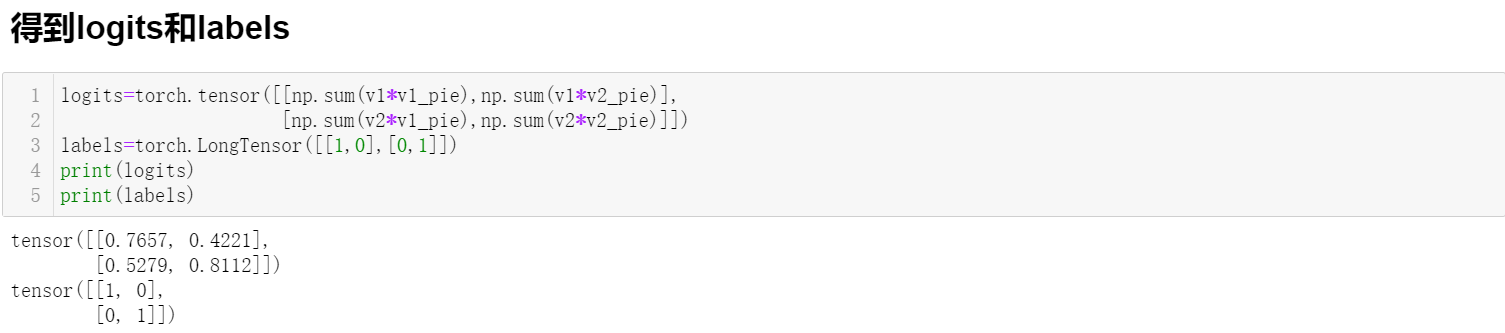 得到logits和labels
1 logits=torch.tensor([[np.sum(v1*v1_pie),np.sum(v1*v2_pie)],
2                      [np.sum(v2*v1_pie),np.sum(v2*v2_pie)]])
3 labels=torch.LongTensor([[1,0],[0,1]])
4 print(logits)
5 print(labels)
tensor([[0.7657, 0.4221],
        [0.5279, 0.8112]])
tensor([[1, 0],
        [0, 1]])